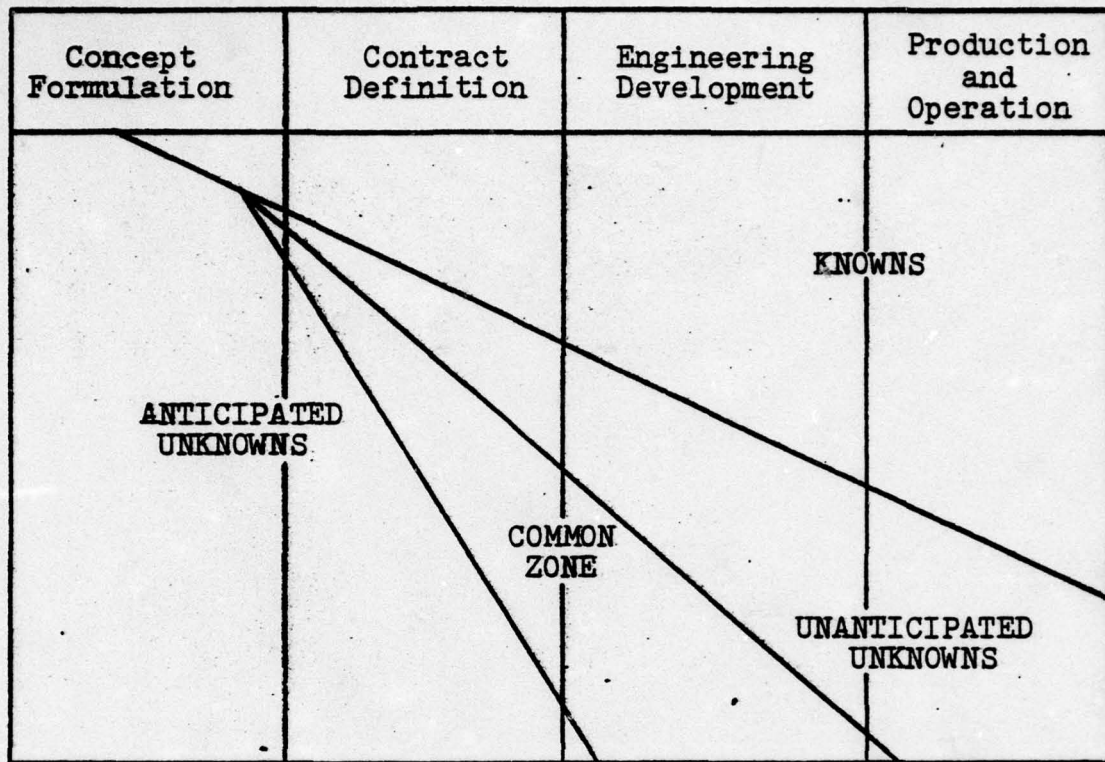 Concept
Formulation
Contract
Definition
Engineering
Development
Production
and
Operation
KNOWNS
ANTICIPATED
UNKNOWNS
COMMON
ZONE
UNANTICIPATED
UNKNOWNS